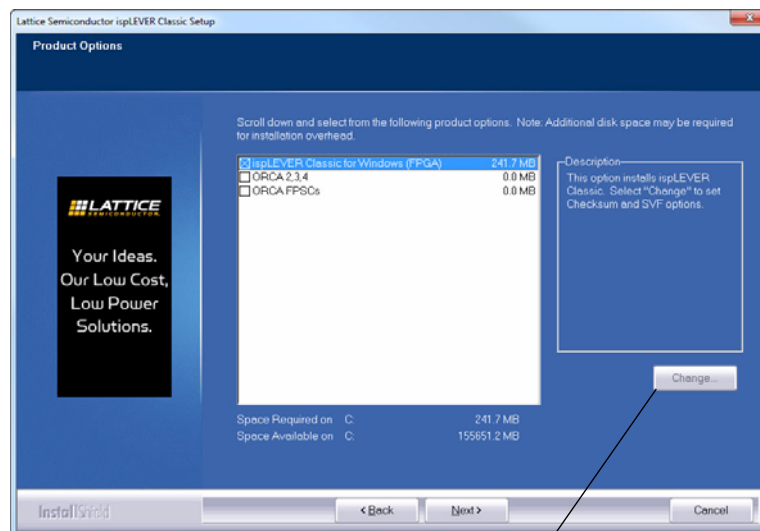 Lattice Semiconductor ispLEVER Classic Setup
Product Options
Scroll down and select from the following product options. Note: Additional disk space may be required
for installation overhead.
ispLEVER Classic for Windows (FPGA) 241.7 MB
ORCA 2,3,4 0.0 MB
ORCA FPSCs 0.0 MB
Description
This option installs ispLEVER
Classic. Select "Change" to set
Checksum and SVF options.
LATTICE
SEMICONDUCTOR.
Your Ideas.
Our Low Cost,
Low Power
Solutions.
Change...
Space Required on C: 241.7 MB
Space Available on C: 155651.2 MB
InstallShield
< Back
Next >
Cancel